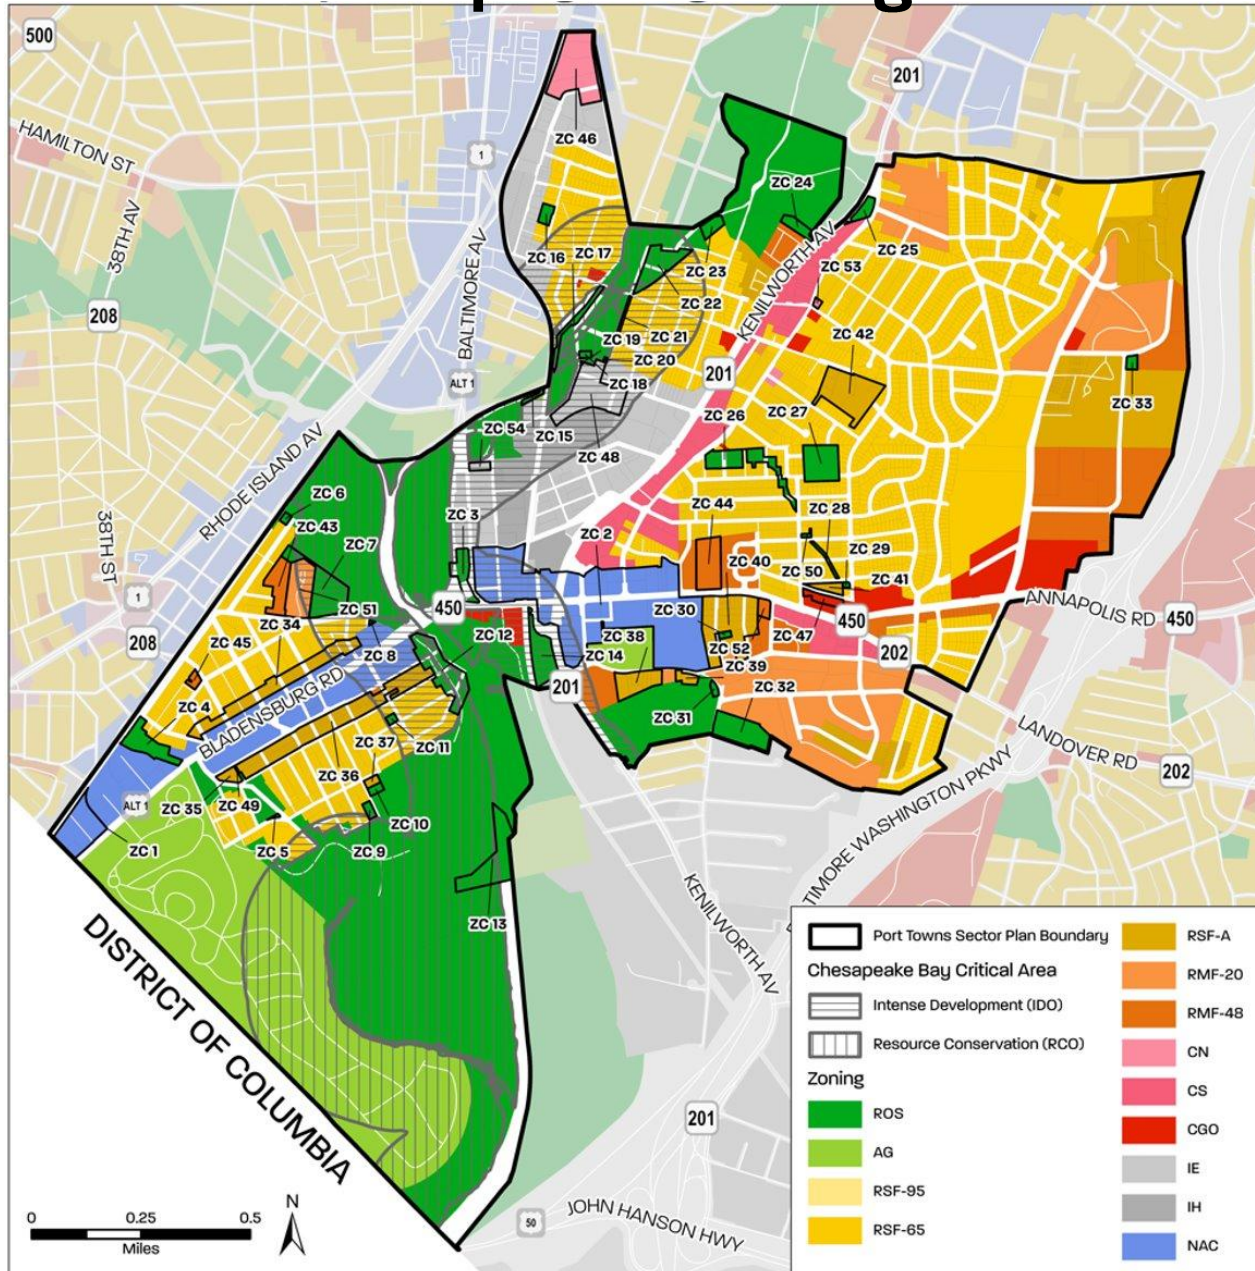 500
201
HAMILTON ST
ZC 46
1
ZC 24
38TH AV
ZC 25
ZC 16
ZC 17
ZC 53
ZC 23
BALTIMORE AV
KENILWORTH AV
ZC 22
208
ZC 19
ZC 21
ZC 42
ZC 20
201
ALT 1
ZC 18
ZC 33
ZC 26
ZC 27
ZC 54
ZC 15
RHODE ISLAND AV
ZC 48
ZC 6
ZC 44
ZC 28
ZC 3
ZC 43
38TH ST
ZC 2
ZC 7
ZC 29
ZC 40
ZC 50
ZC 41
1
ANNAPOLIS RD
450
ZC 51
450
ZC 30
450
ZC 34
ZC 12
ZC 38
ZC 47
208
ZC 45
ZC 52
ZC 8
ZC 14
202
ZC 39
201
ZC 32
ZC 4
BLADENSBURG RD
ZC 31
LANDOVER RD
ZC 37
ZC 11
202
ZC 36
ALT 1
ZC 35
ZC 49
ZC 10
ZC 1
ZC 5
ZC 9
TIMORE WASHINGTON PKWY
KENILWORTH AV
ZC 13
DISTRICT OF COLUMBIA
201
50
JOHN HANSON HWY
N
0
0.25
0.5
Miles
Port Towns Sector Plan Boundary
Chesapeake Bay Critical Area
Intense Development (IDO)
Resource Conservation (RCO)
Zoning
ROS
AG
RSF-95
RSF-65
RSF-A
RMF-20
RMF-48
CN
CS
CGO
IE
IH
NAC